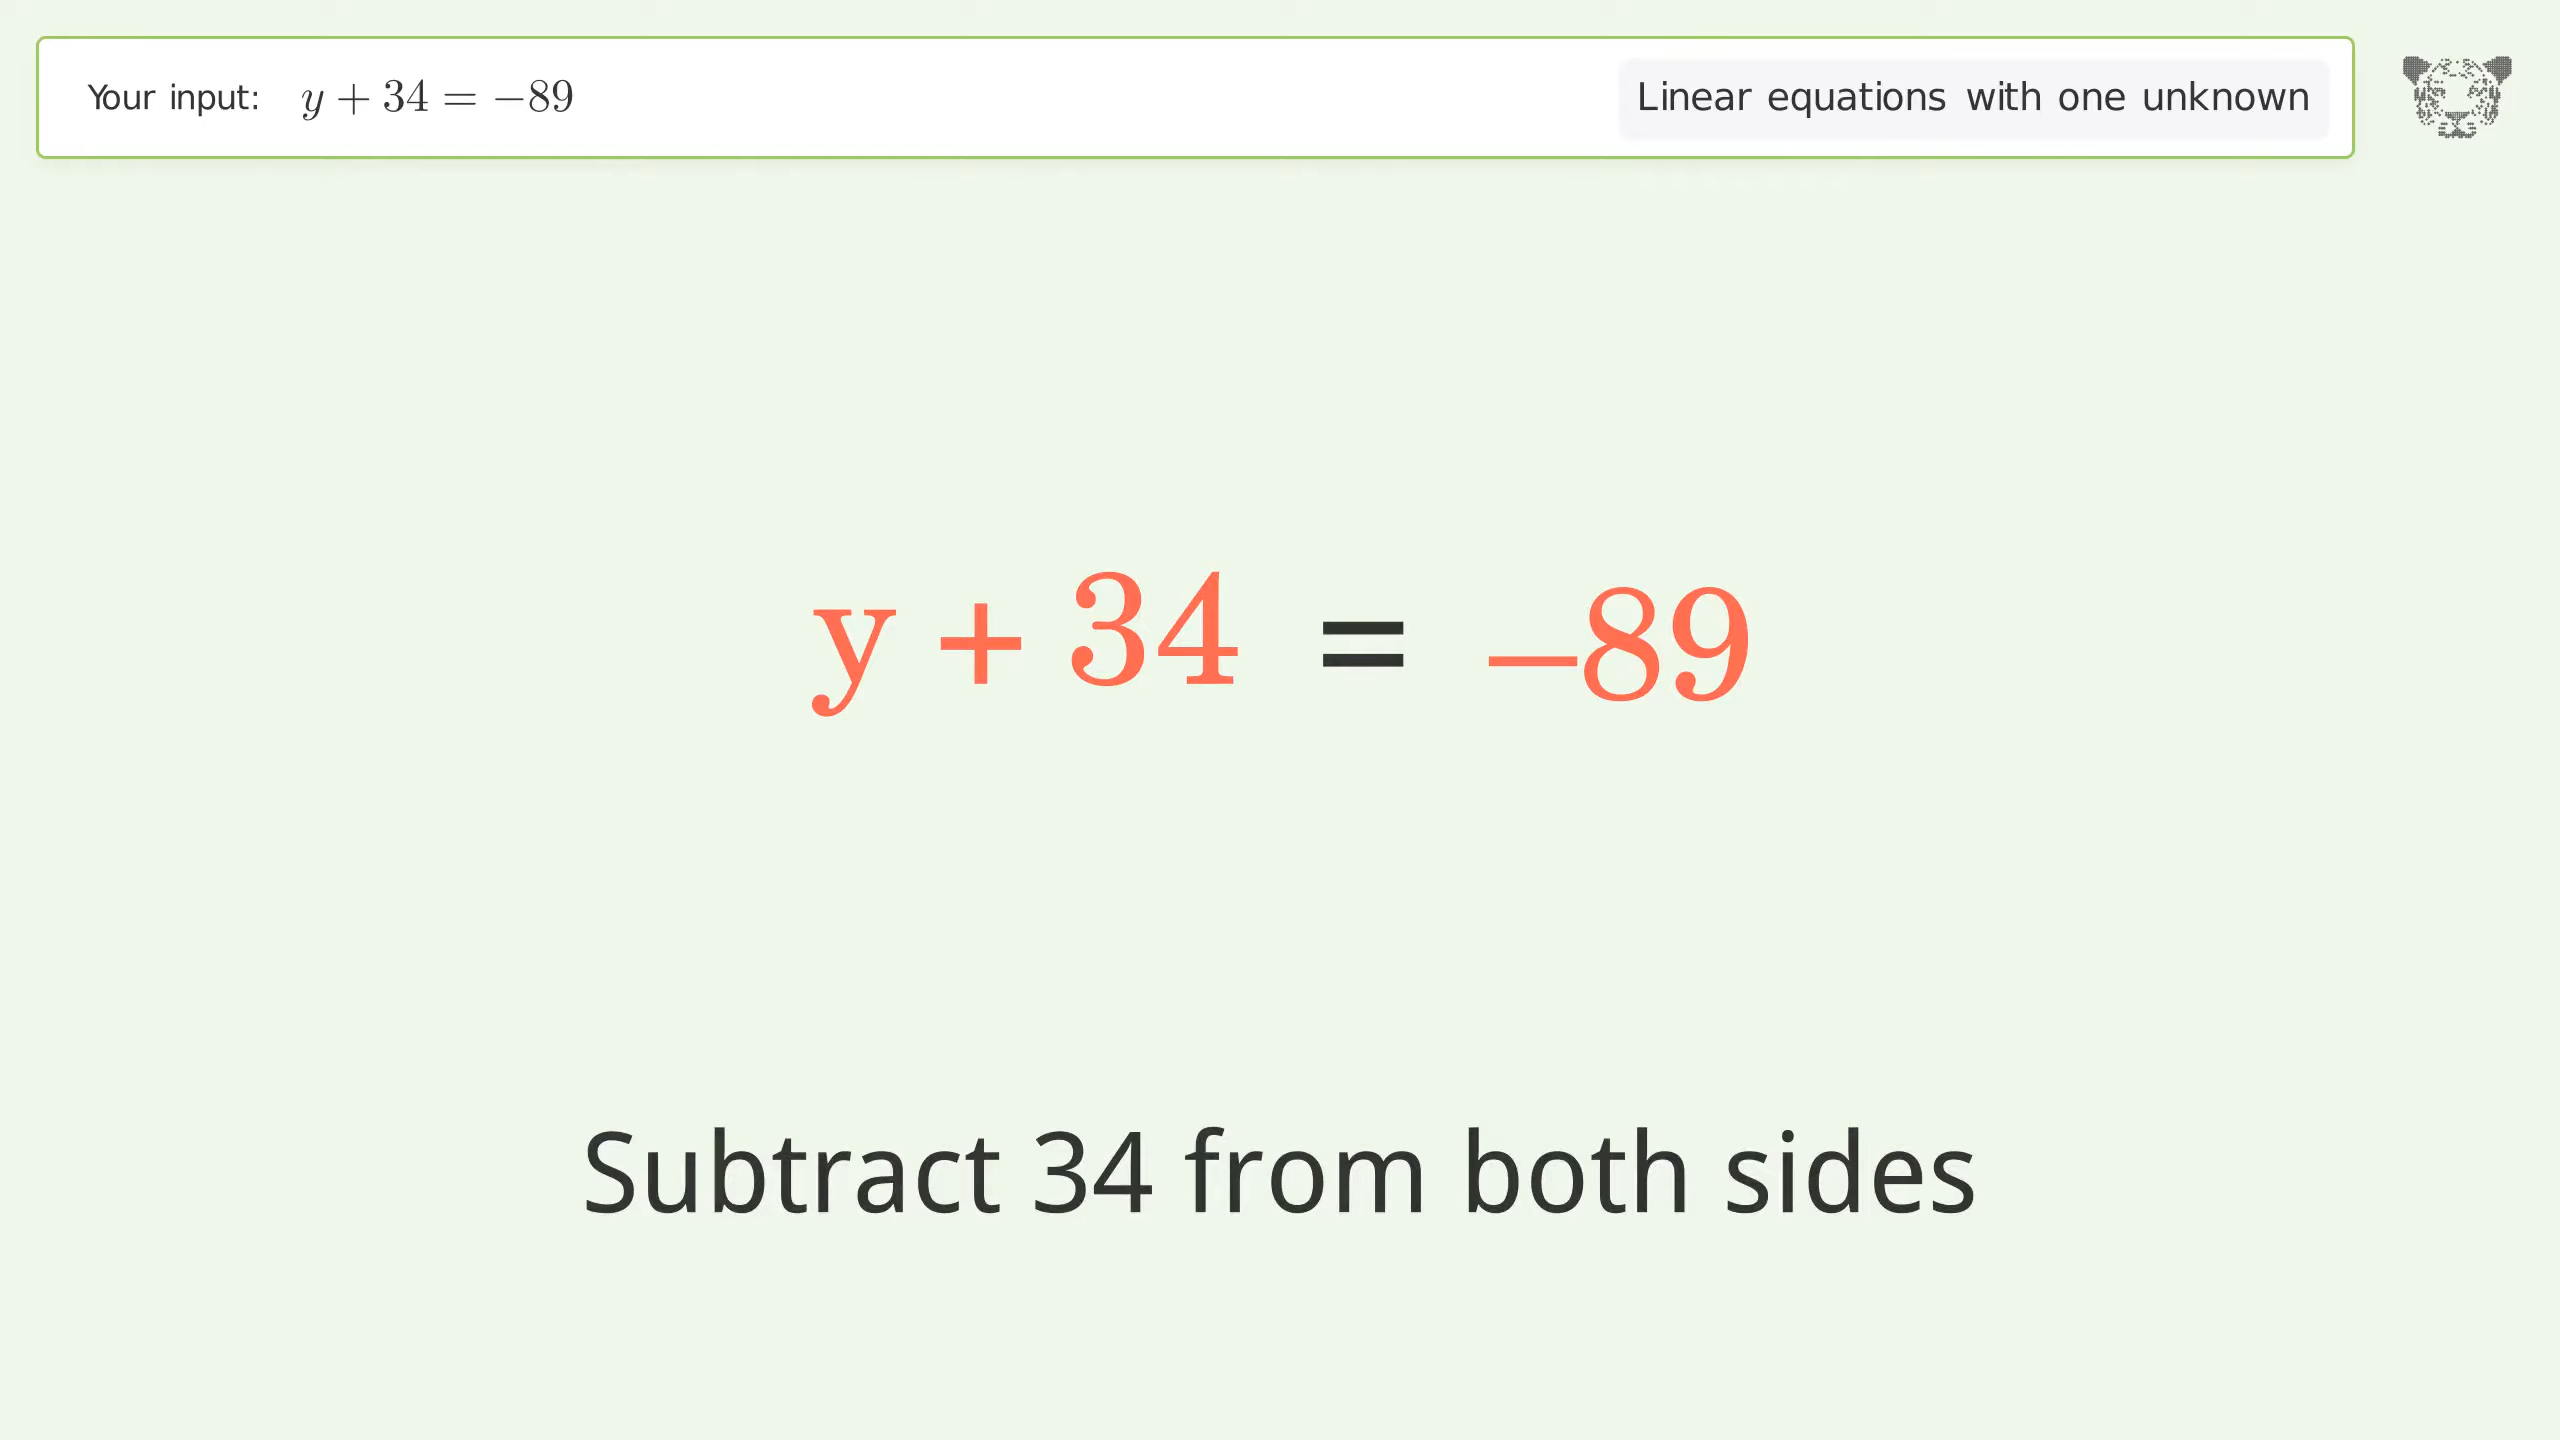 Your input: y + 34 = −89
Linear equations with one unknown
y + 34 = −89
Subtract 34 from both sides